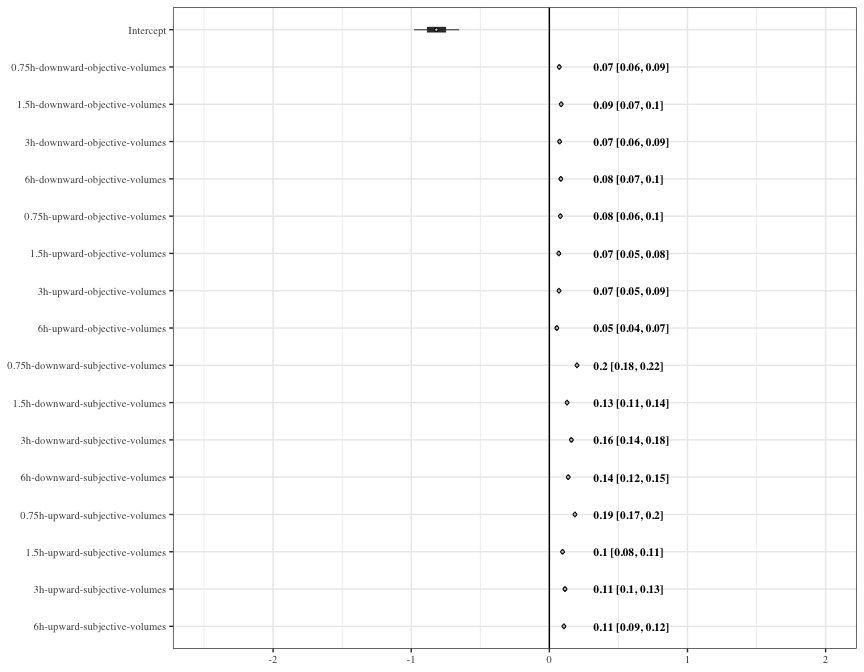 Intercept
0.75h-downward-objective-volumes 0.07 [0.06, 0.09]
1.5h-downward-objective-volumes 0.09 [0.07, 0.1]
3h-downward-objective-volumes 0.07 [0.06, 0.09]
6h-downward-objective-volumes 0.08 [0.07, 0.1]
0.75h-upward-objective-volumes 0.08 [0.06, 0.1]
1.5h-upward-objective-volumes 0.07 [0.05, 0.08]
3h-upward-objective-volumes 0.07 [0.05, 0.09]
6h-upward-objective-volumes 0.05 [0.04, 0.07]
0.75h-downward-subjective-volumes 0.2 [0.18, 0.22]
1.5h-downward-subjective-volumes 0.13 [0.11, 0.14]
3h-downward-subjective-volumes 0.16 [0.14, 0.18]
6h-downward-subjective-volumes 0.14 [0.12, 0.15]
0.75h-upward-subjective-volumes 0.19 [0.17, 0.2]
1.5h-upward-subjective-volumes 0.1 [0.08, 0.11]
3h-upward-subjective-volumes 0.11 [0.1, 0.13]
6h-upward-subjective-volumes 0.11 [0.09, 0.12]
-2 -1 0 1 2